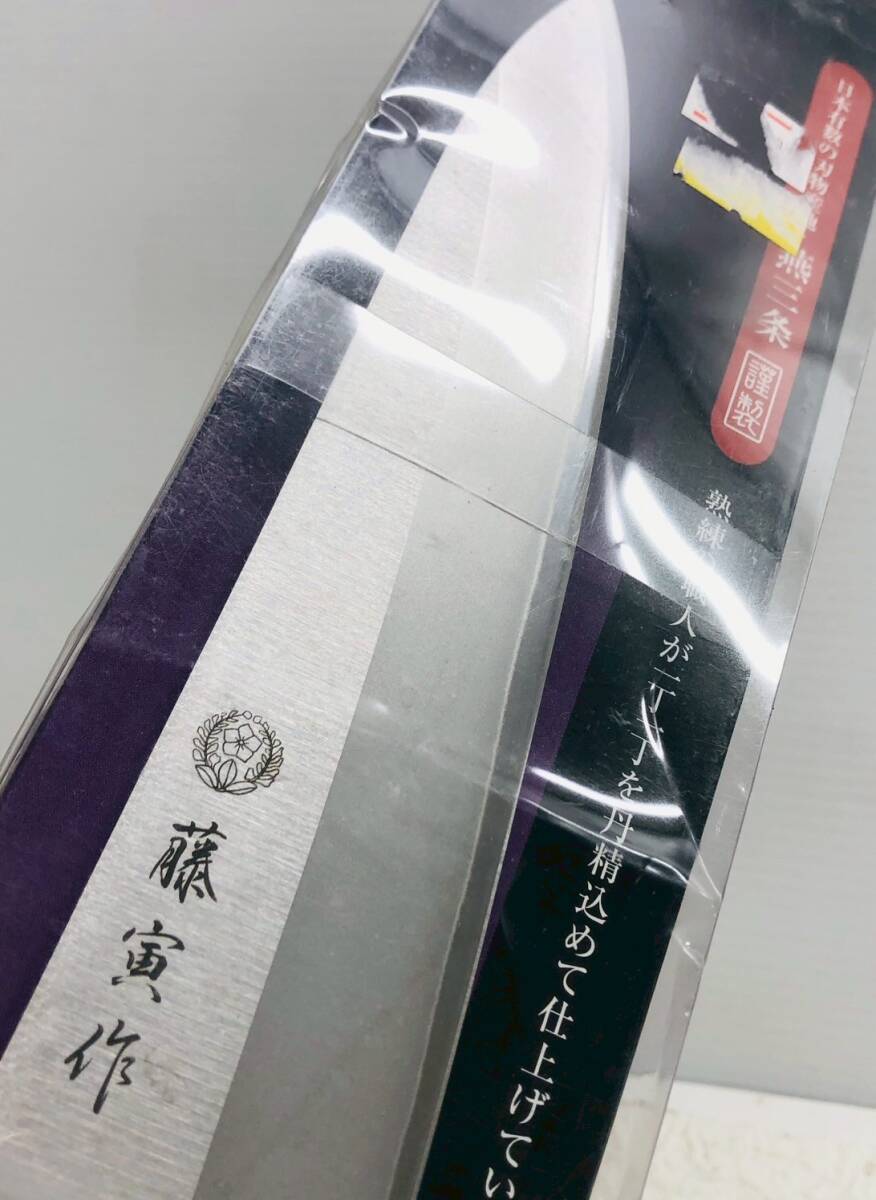 日本有数の刃物
燕三条
謹製
熟練 職人が一丁一丁を丹精込めて仕上げてい
藤寅作